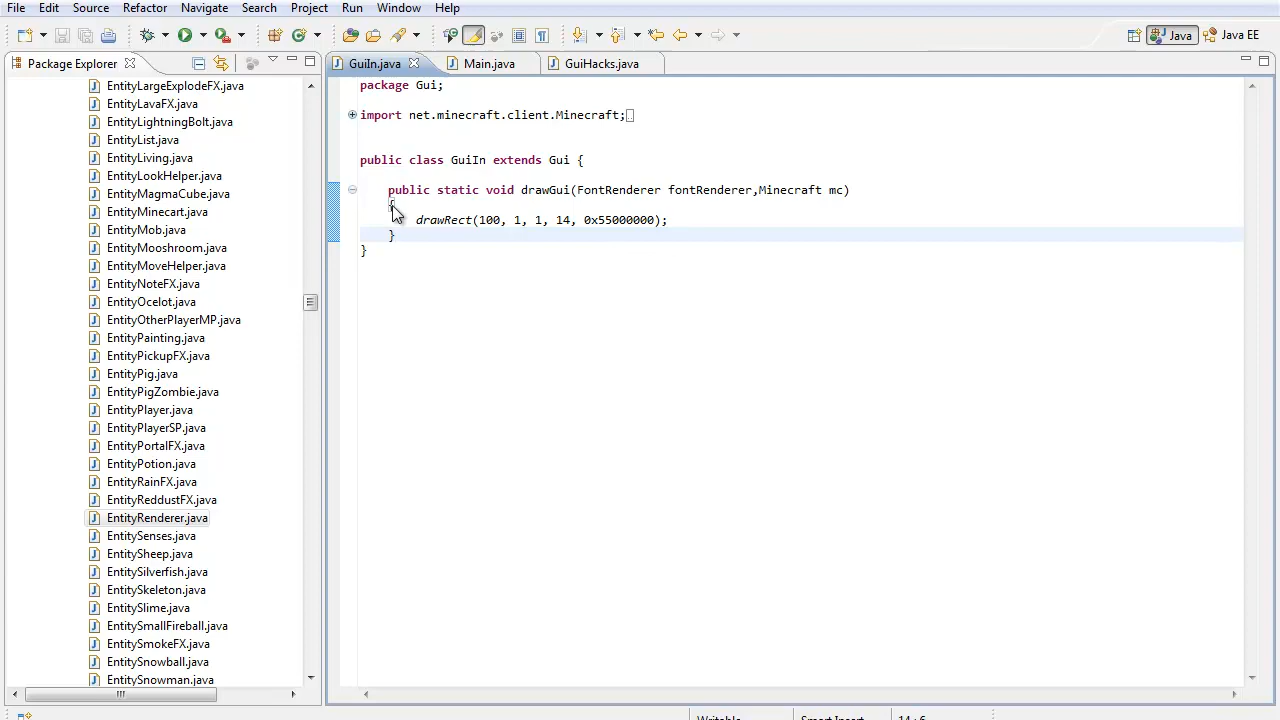 File Edit Source Refactor Navigate Search Project Run Window Help
Java Java EE
Package Explorer
GuiIn.java Main.java GuiHacks.java
EntityLargeExplodeFX.java
EntityLavaFX.java
EntityLightningBolt.java
EntityList.java
EntityLiving.java
EntityLookHelper.java
EntityMagmaCube.java
EntityMinecart.java
EntityMob.java
EntityMooshroom.java
EntityMoveHelper.java
EntityNoteFX.java
EntityOcelot.java
EntityOtherPlayerMP.java
EntityPainting.java
EntityPickupFX.java
EntityPig.java
EntityPigZombie.java
EntityPlayer.java
EntityPlayerSP.java
EntityPortalFX.java
EntityPotion.java
EntityRainFX.java
EntityReddustFX.java
EntityRenderer.java
EntitySenses.java
EntitySheep.java
EntitySilverfish.java
EntitySkeleton.java
EntitySlime.java
EntitySmallFireball.java
EntitySmokeFX.java
EntitySnowball.java
EntitySnowman.java
package Gui;
import net.minecraft.client.Minecraft;
public class GuiIn extends Gui {
public static void drawGui(FontRenderer fontRenderer,Minecraft mc)
{
drawRect(100, 1, 1, 14, 0x55000000);
}
}
Writable Smart Insert 14 : 6